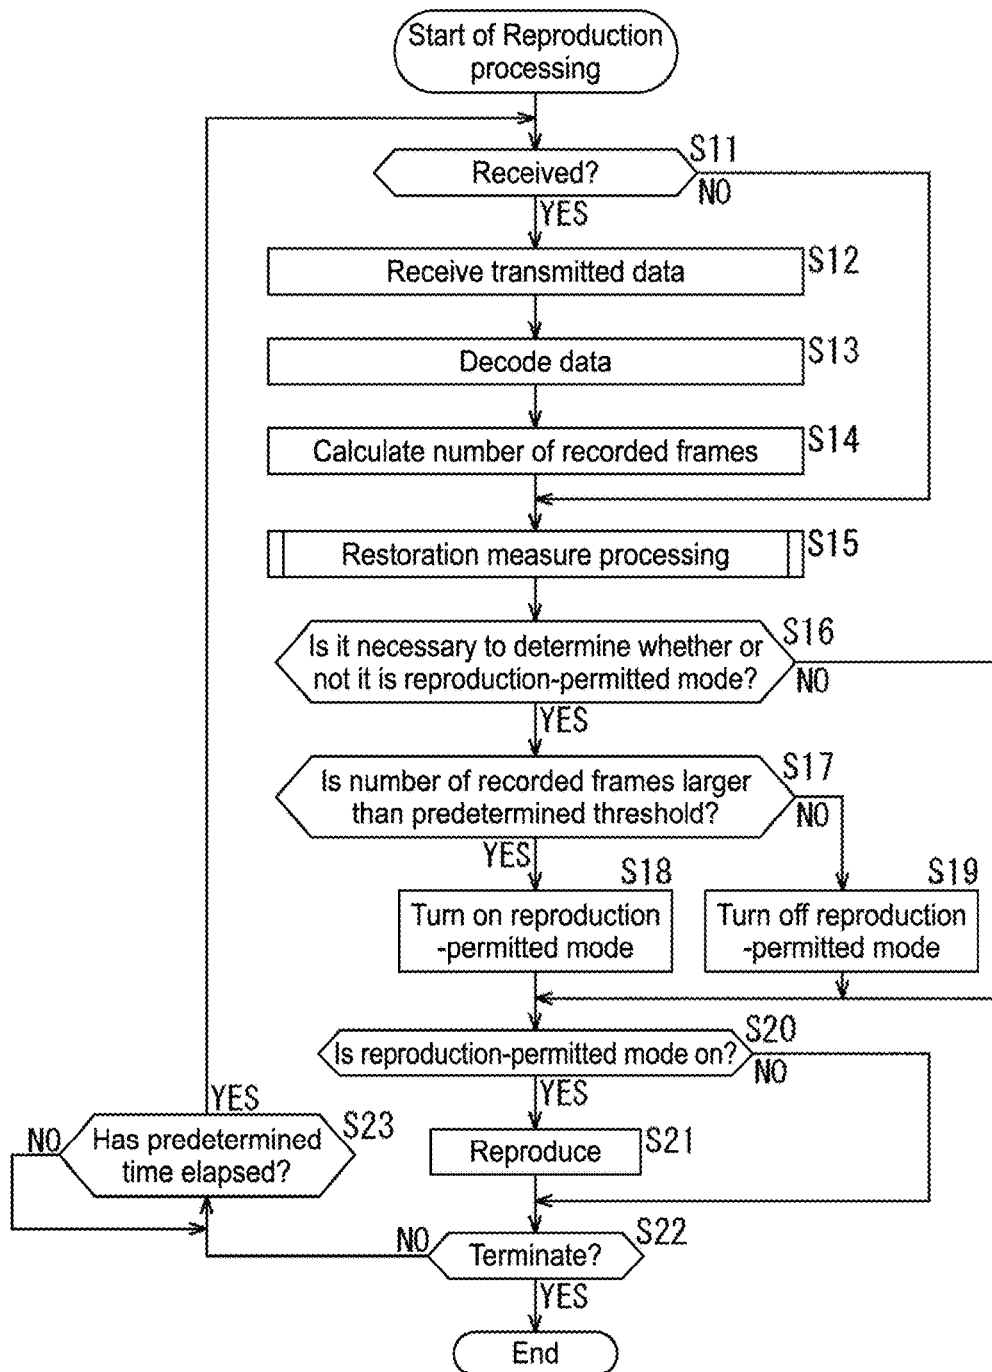 Start of Reproduction
processing
S11
Received?
NO
YES
Receive transmitted data
S12
Decode data
S13
Calculate number of recorded frames
S14
Restoration measure processing
S15
S16
Is it necessary to determine whether or
not it is reproduction-permitted mode?
NO
YES
S17
Is number of recorded frames larger
than predetermined threshold?
NO
YES
S18
S19
Turn on reproduction
-permitted mode
Turn off reproduction
-permitted mode
S20
Is reproduction-permitted mode on?
NO
YES
YES
S23
NO
Has predetermined
time elapsed?
Reproduce
S21
S22
NO
Terminate?
YES
End